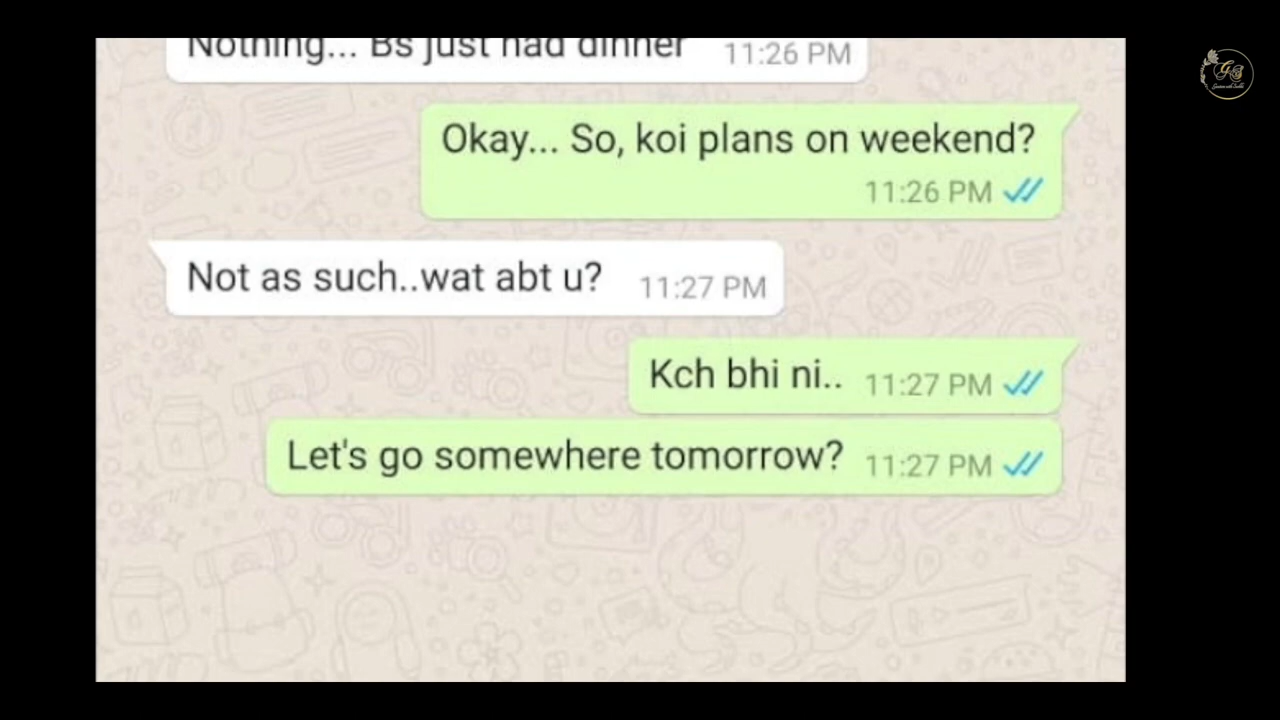 Nothing... Bs just had dinner 11:26 PM
Okay... So, koi plans on weekend?
11:26 PM
Not as such..wat abt u? 11:27 PM
Kch bhi ni.. 11:27 PM
Let's go somewhere tomorrow? 11:27 PM